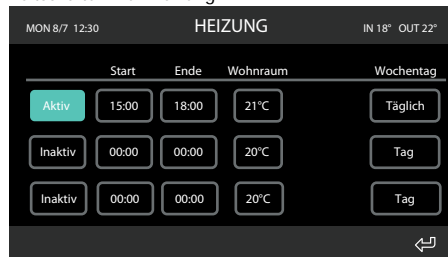 MON 8/7 12:30 HEIZUNG IN 18° OUT 22°
Start Ende Wohnraum Wochentag
Aktiv 15:00 18:00 21°C Täglich
Inaktiv 00:00 00:00 20°C Tag
Inaktiv 00:00 00:00 20°C Tag